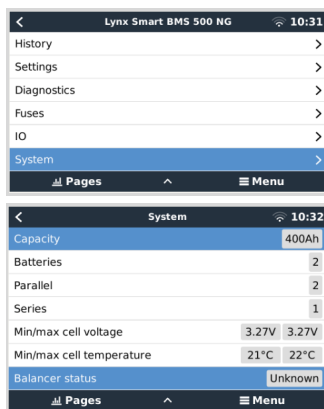 Lynx Smart BMS 500 NG 10:31
History
Settings
Diagnostics
Fuses
IO
System
Pages Menu
System 10:32
Capacity 400Ah
Batteries 2
Parallel 2
Series 1
Min/max cell voltage 3.27V 3.27V
Min/max cell temperature 21°C 22°C
Balancer status Unknown
Pages Menu